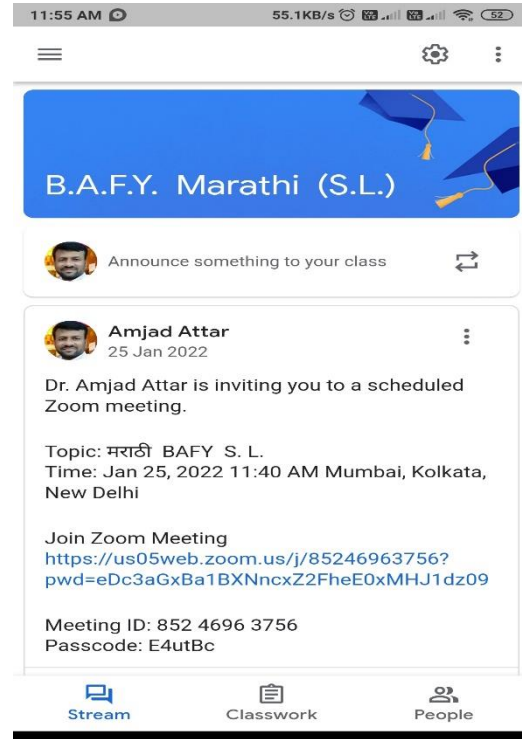 11:55 AM 55.1KB/s 52
B.A.F.Y. Marathi (S.L.)
Announce something to your class
Amjad Attar
25 Jan 2022
Dr. Amjad Attar is inviting you to a scheduled
Zoom meeting.
Topic: मराठी BAFY S. L.
Time: Jan 25, 2022 11:40 AM Mumbai, Kolkata,
New Delhi
Join Zoom Meeting
https://us05web.zoom.us/j/85246963756?
pwd=eDc3aGxBa1BXNncxZ2FheE0xMHJ1dz09
Meeting ID: 852 4696 3756
Passcode: E4utBc
Stream Classwork People